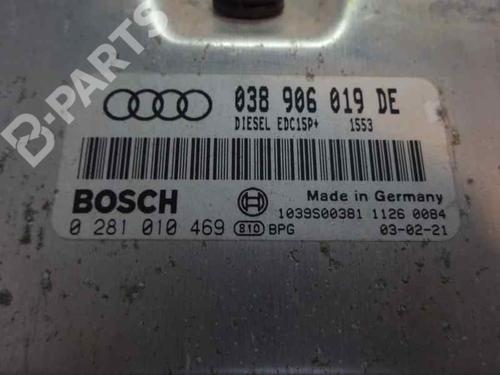 B-PARTS
038 906 019 DE
DIESEL EDC15P+ 1553
BOSCH
Made in Germany
1039S00381 1126 0084
0 281 010 469 810 BPG
03-02-21